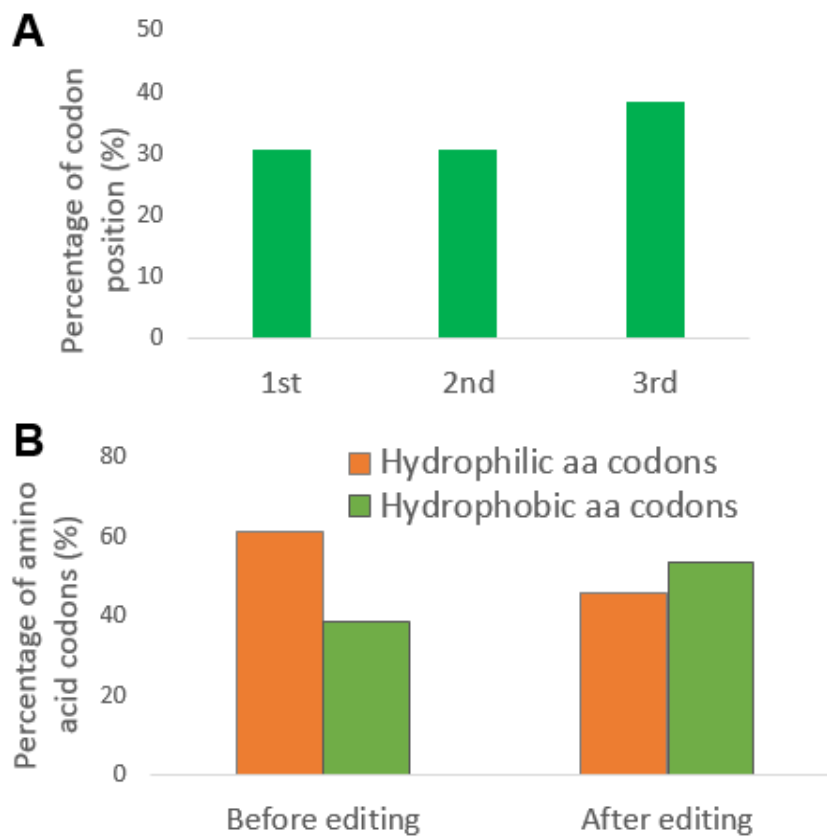 A
Percentage of codon
position (%)
50
40
30
20
10
0
1st 2nd 3rd
B
Percentage of amino
acid codons (%)
80
60
40
20
0
Hydrophilic aa codons
Hydrophobic aa codons
Before editing After editing